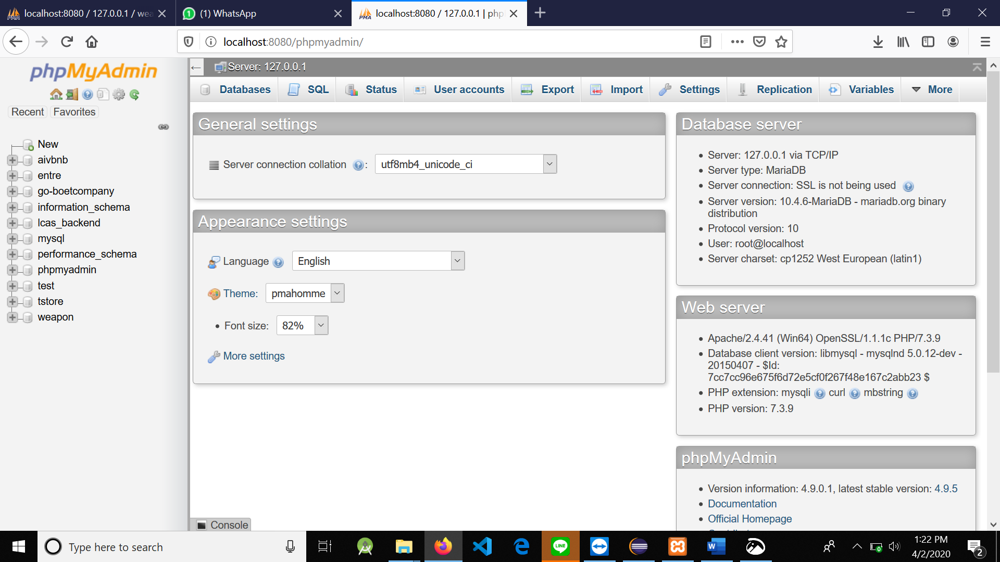 localhost:8080 / 127.0.0.1 / wea
(1) WhatsApp
localhost:8080 / 127.0.0.1 | php
localhost:8080/phpmyadmin/
phpMyAdmin
Recent
Favorites
New
aivbnb
entre
go-boetcompany
information_schema
lcas_backend
mysql
performance_schema
phpmyadmin
test
tstore
weapon
Server: 127.0.0.1
Databases
SQL
Status
User accounts
Export
Import
Settings
Replication
Variables
More
General settings
Server connection collation :
utf8mb4_unicode_ci
Appearance settings
Language
English
Theme:
pmahomme
Font size:
82%
More settings
Database server
Server: 127.0.0.1 via TCP/IP
Server type: MariaDB
Server connection: SSL is not being used
Server version: 10.4.6-MariaDB - mariadb.org binary
distribution
Protocol version: 10
User: root@localhost
Server charset: cp1252 West European (latin1)
Web server
Apache/2.4.41 (Win64) OpenSSL/1.1.1c PHP/7.3.9
Database client version: libmysql - mysqlnd 5.0.12-dev -
20150407 - $Id:
7cc7cc96e675f6d72e5cf0f267f48e167c2abb23 $
PHP extension: mysqli curl mbstring
PHP version: 7.3.9
phpMyAdmin
Version information: 4.9.0.1, latest stable version: 4.9.5
Documentation
Official Homepage
Console
Type here to search
LINE
1:22 PM
4/2/2020
2